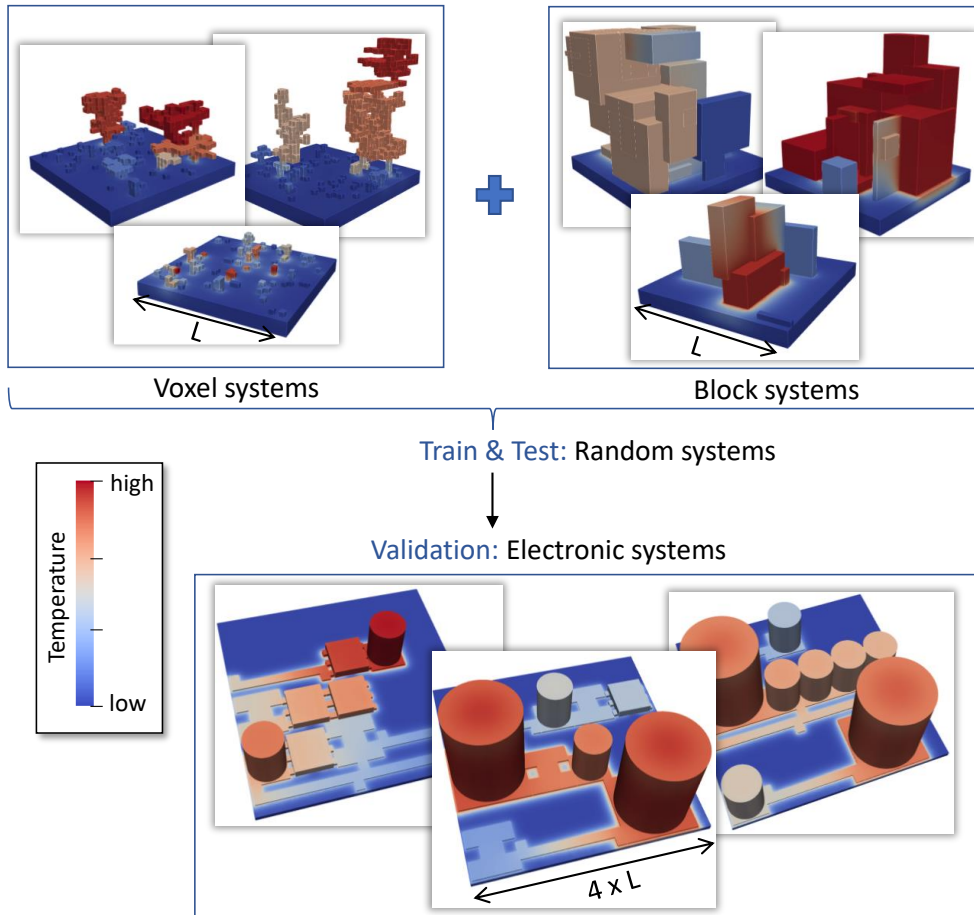 L
L
Voxel systems
Block systems
Train & Test: Random systems
high
Temperature
low
Validation: Electronic systems
4 x L